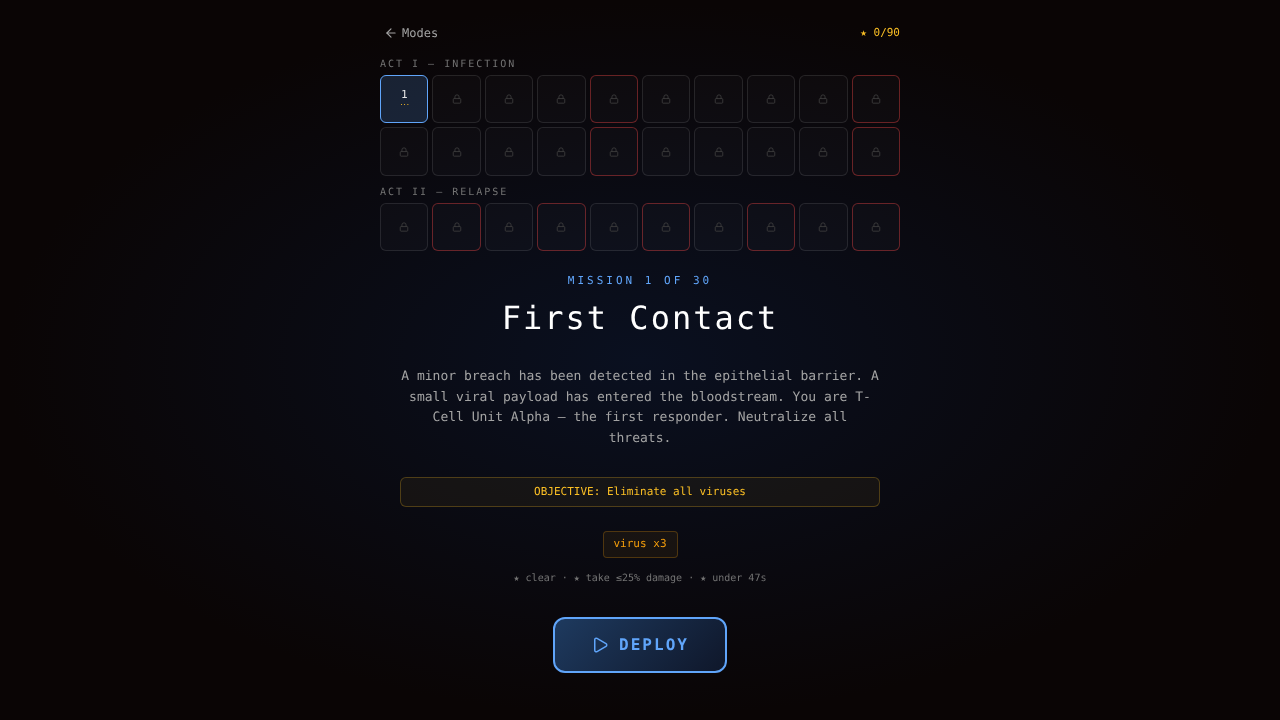 ← Modes
★ 0/90
ACT I — INFECTION
1
ACT II — RELAPSE
MISSION 1 OF 30
First Contact
A minor breach has been detected in the epithelial barrier. A
small viral payload has entered the bloodstream. You are T-
Cell Unit Alpha — the first responder. Neutralize all
threats.
OBJECTIVE: Eliminate all viruses
virus x3
★ clear · ★ take ≤25% damage · ★ under 47s
DEPLOY